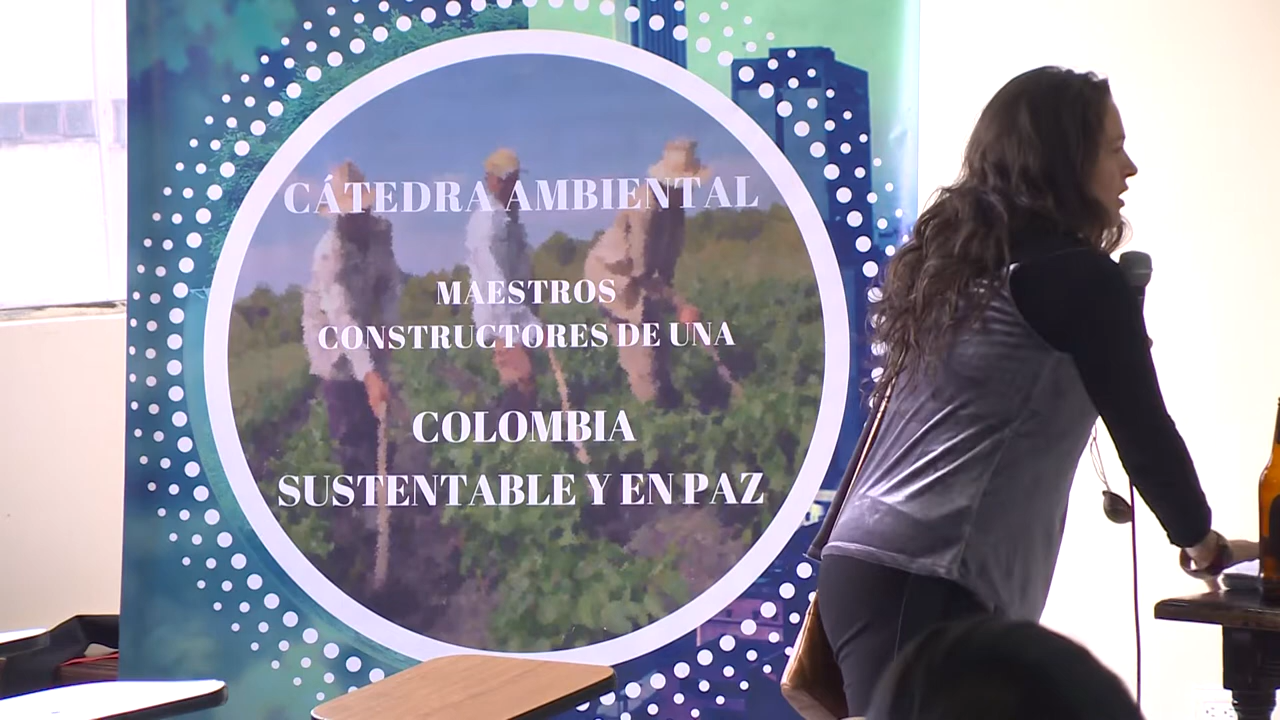 CÁTEDRA AMBIENTAL
MAESTROS
CONSTRUCTORES DE UNA
COLOMBIA
SUSTENTABLE Y EN PAZ